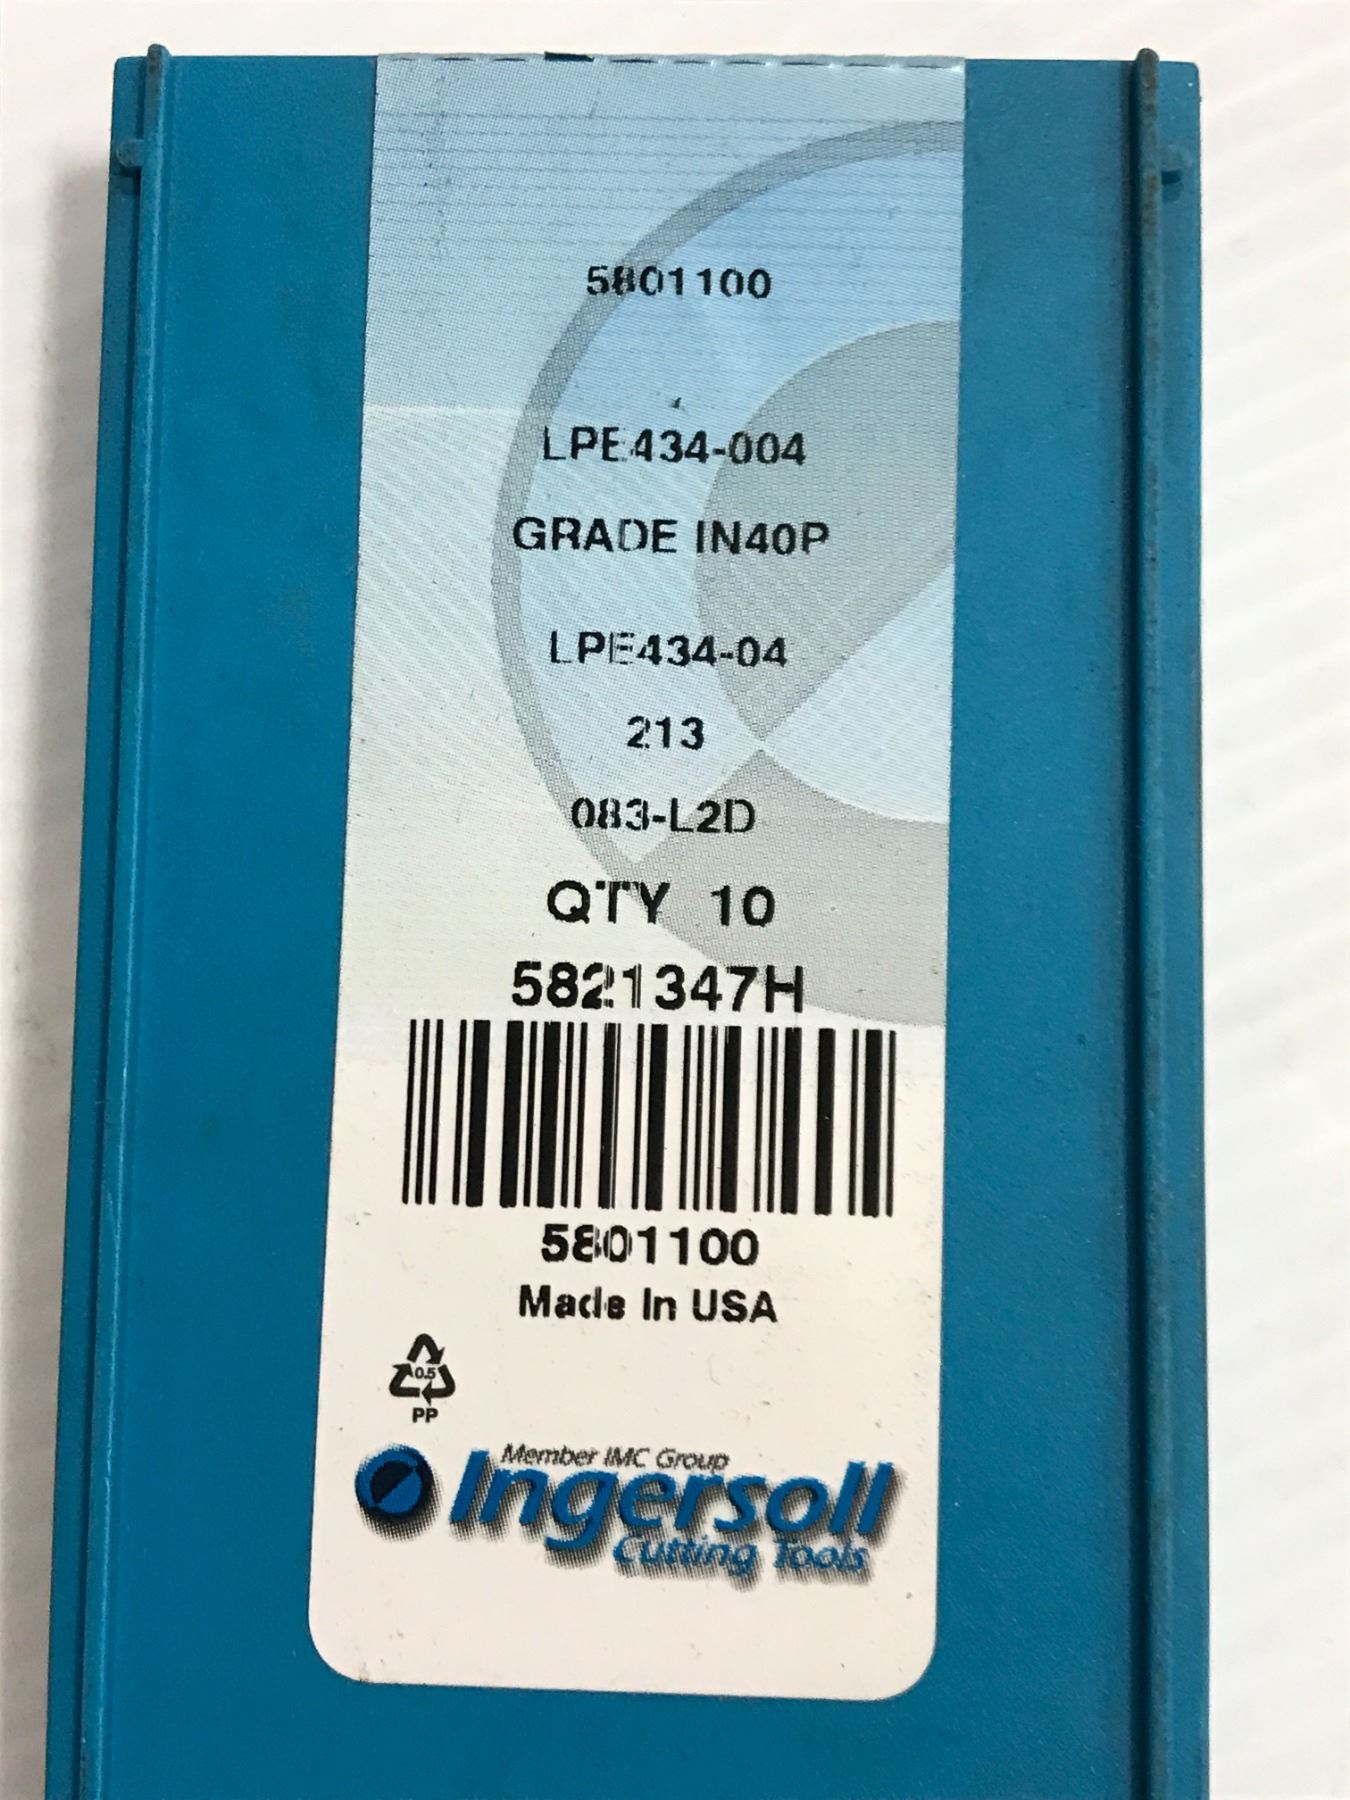 5801100
LPE434-004
GRADE IN40P
LPE434-04
213
083-L2D
QTY 10
5821347H
5801100
Made In USA
05
PP
Member IMC Group
Ingersoll
Cutting Tools